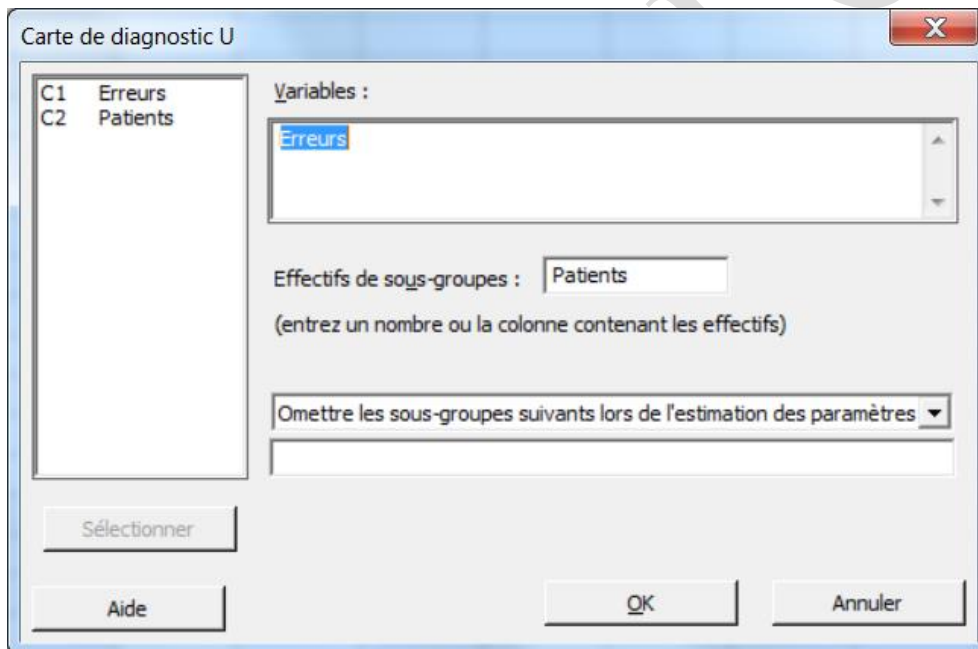 Carte de diagnostic U
C1 Erreurs
C2 Patients
Variables :
Erreurs
Effectifs de sous-groupes :
Patients
(entrez un nombre ou la colonne contenant les effectifs)
Omettre les sous-groupes suivants lors de l'estimation des paramètres
Sélectionner
Aide
OK
Annuler